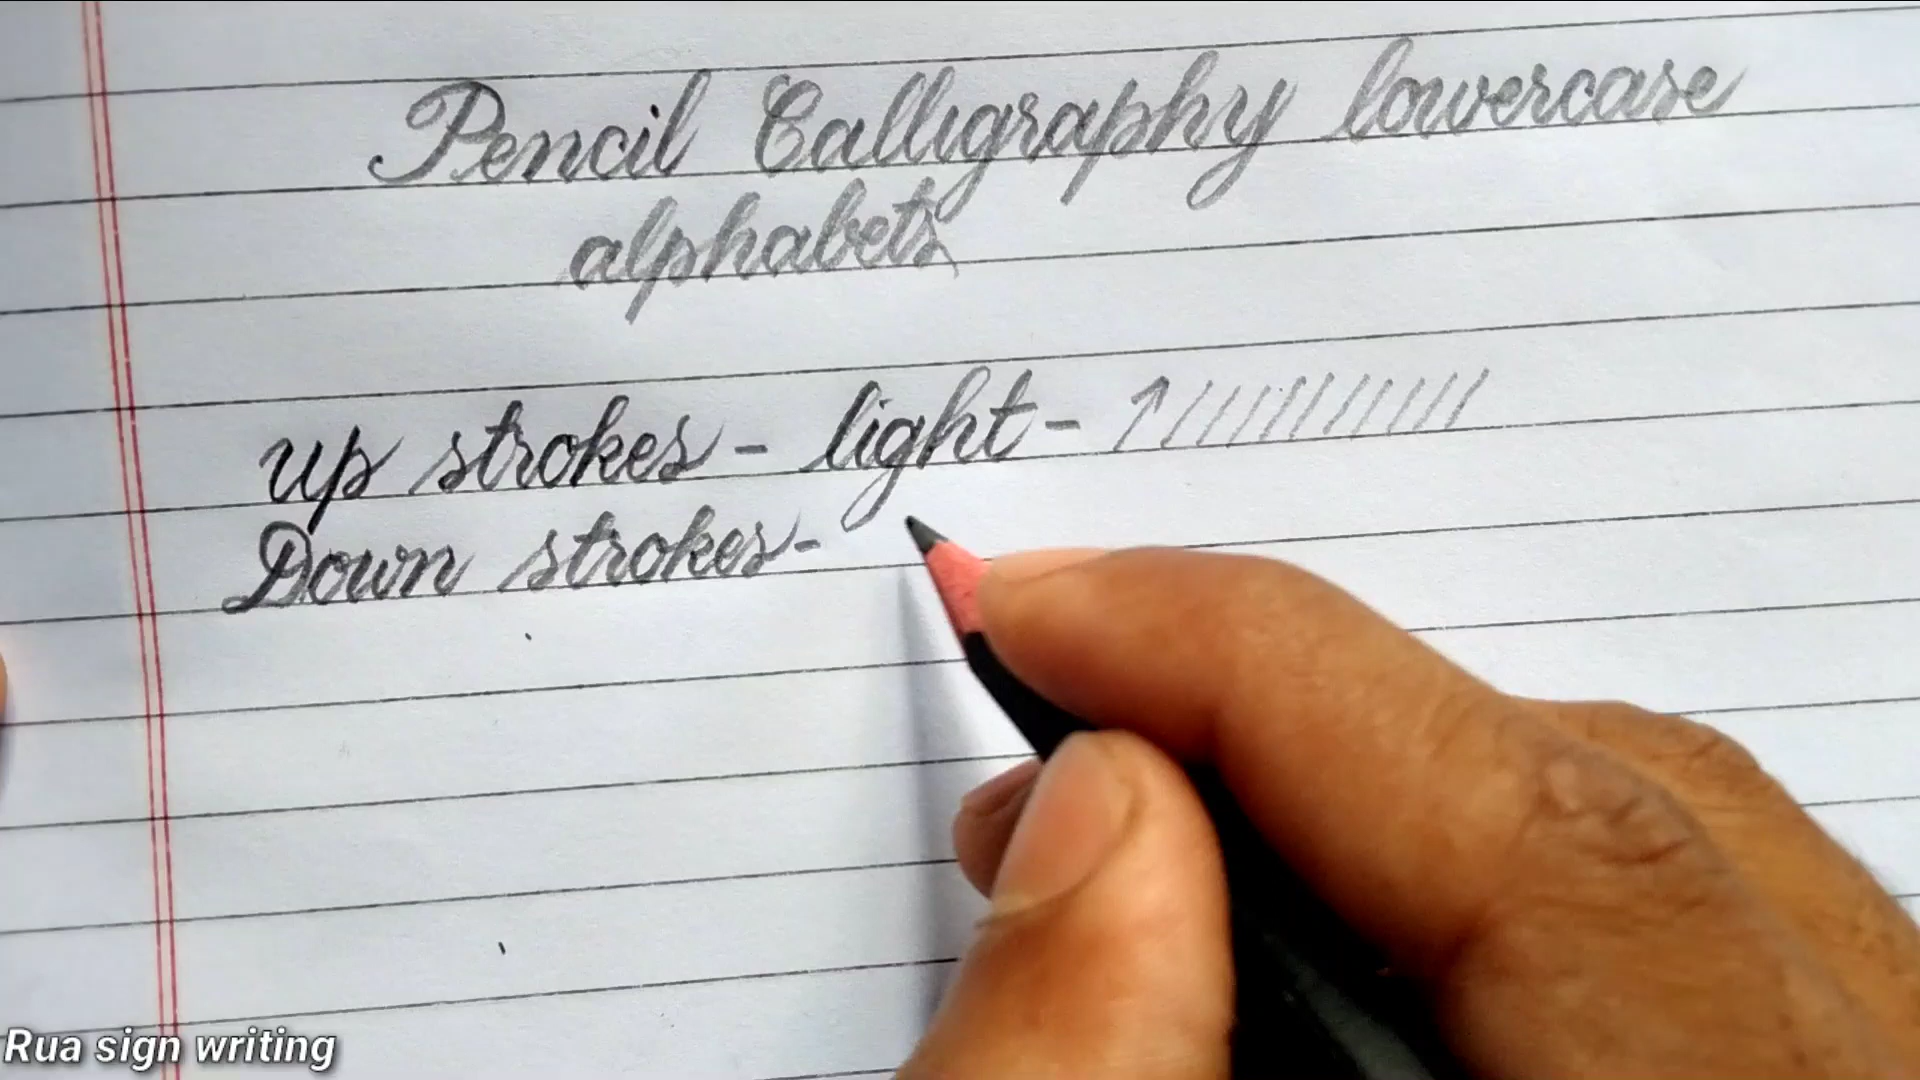 Pencil Calligraphy lowercase
alphabets
up strokes - light - ↑///////////
Down strokes-
Rua sign writing